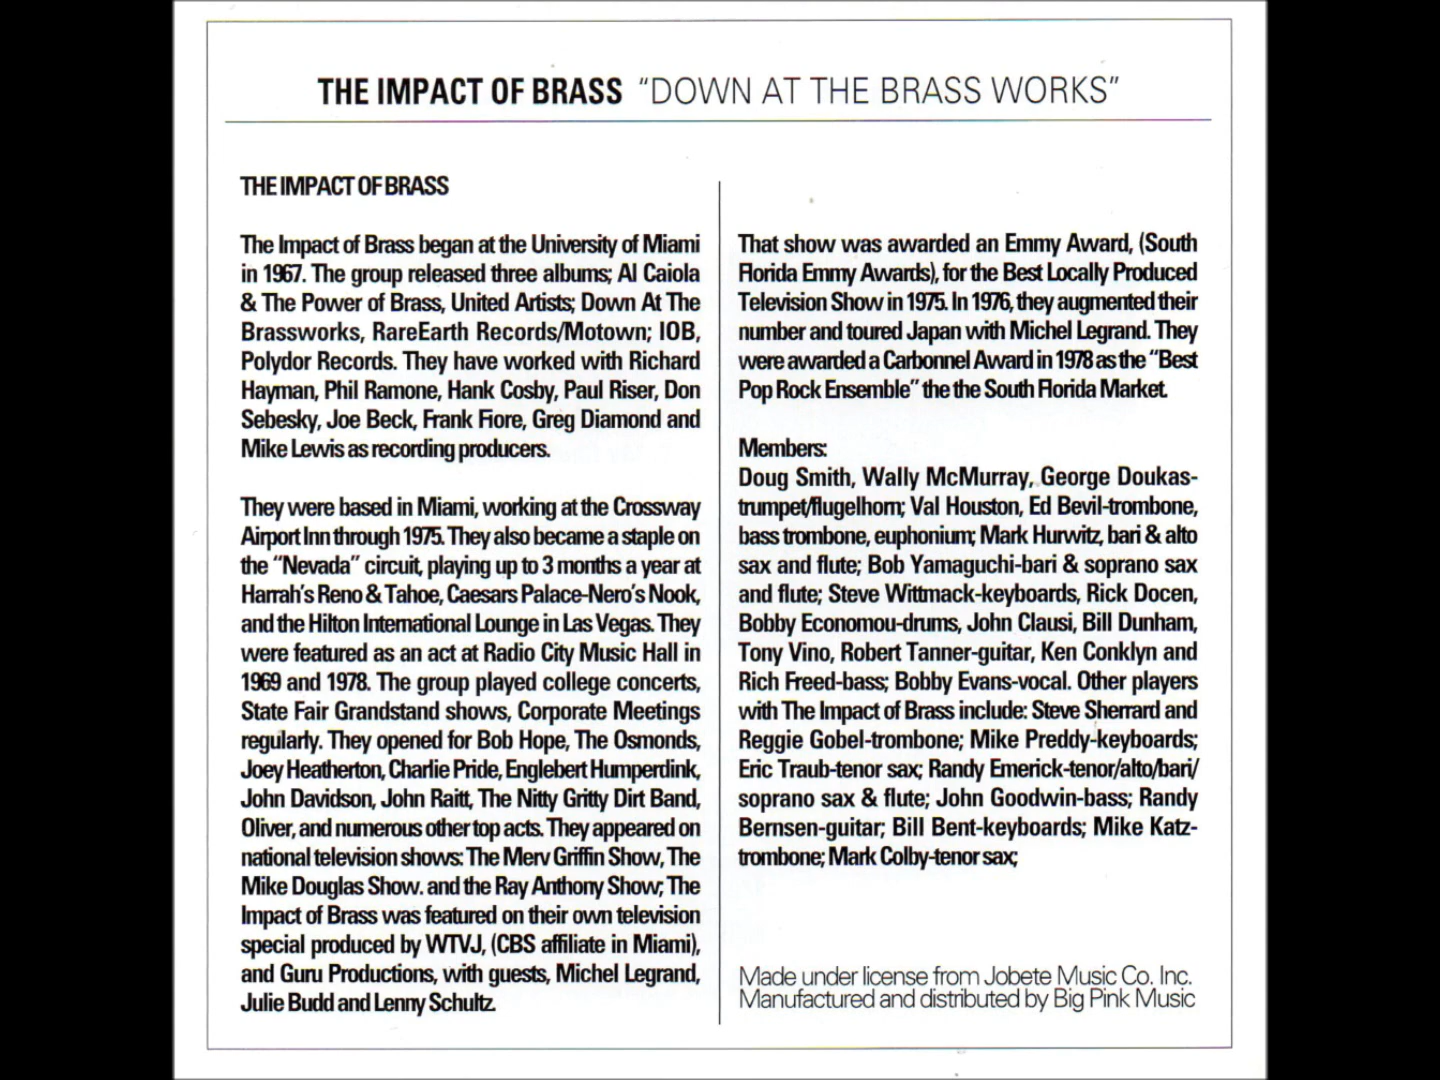 THE IMPACT OF BRASS “DOWN AT THE BRASS WORKS”
THE IMPACT OF BRASS
The Impact of Brass began at the University of Miami
in 1967. The group released three albums; Al Caiola
& The Power of Brass, United Artists; Down At The
Brassworks, RareEarth Records/Motown; IOB,
Polydor Records. They have worked with Richard
Hayman, Phil Ramone, Hank Cosby, Paul Riser, Don
Sebesky, Joe Beck, Frank Fiore, Greg Diamond and
Mike Lewis as recording producers.
They were based in Miami, working at the Crossway
Airport Inn through 1975. They also became a staple on
the “Nevada” circuit, playing up to 3 months a year at
Harrah’s Reno & Tahoe, Caesars Palace-Nero’s Nook,
and the Hilton International Lounge in Las Vegas. They
were featured as an act at Radio City Music Hall in
1969 and 1978. The group played college concerts,
State Fair Grandstand shows, Corporate Meetings
regularly. They opened for Bob Hope, The Osmonds,
Joey Heatherton, Charlie Pride, Englebert Humperdink,
John Davidson, John Raitt, The Nitty Gritty Dirt Band,
Oliver, and numerous other top acts. They appeared on
national television shows: The Merv Griffin Show, The
Mike Douglas Show. and the Ray Anthony Show; The
Impact of Brass was featured on their own television
special produced by WTVJ, (CBS affiliate in Miami),
and Guru Productions, with guests, Michel Legrand,
Julie Budd and Lenny Schultz.
That show was awarded an Emmy Award, (South
Florida Emmy Awards), for the Best Locally Produced
Television Show in 1975. In 1976, they augmented their
number and toured Japan with Michel Legrand. They
were awarded a Carbonnel Award in 1978 as the “Best
Pop Rock Ensemble” the the South Florida Market.
Members:
Doug Smith, Wally McMurray, George Doukas-
trumpet/flugelhorn; Val Houston, Ed Bevil-trombone,
bass trombone, euphonium; Mark Hurwitz, bari & alto
sax and flute; Bob Yamaguchi-bari & soprano sax
and flute; Steve Wittmack-keyboards, Rick Docen,
Bobby Economou-drums, John Clausi, Bill Dunham,
Tony Vino, Robert Tanner-guitar, Ken Conklyn and
Rich Freed-bass; Bobby Evans-vocal. Other players
with The Impact of Brass include: Steve Sherrard and
Reggie Gobel-trombone; Mike Preddy-keyboards;
Eric Traub-tenor sax; Randy Emerick-tenor/alto/bari/
soprano sax & flute; John Goodwin-bass; Randy
Bernsen-guitar; Bill Bent-keyboards; Mike Katz-
trombone; Mark Colby-tenor sax;
Made under license from Jobete Music Co. Inc.
Manufactured and distributed by Big Pink Music